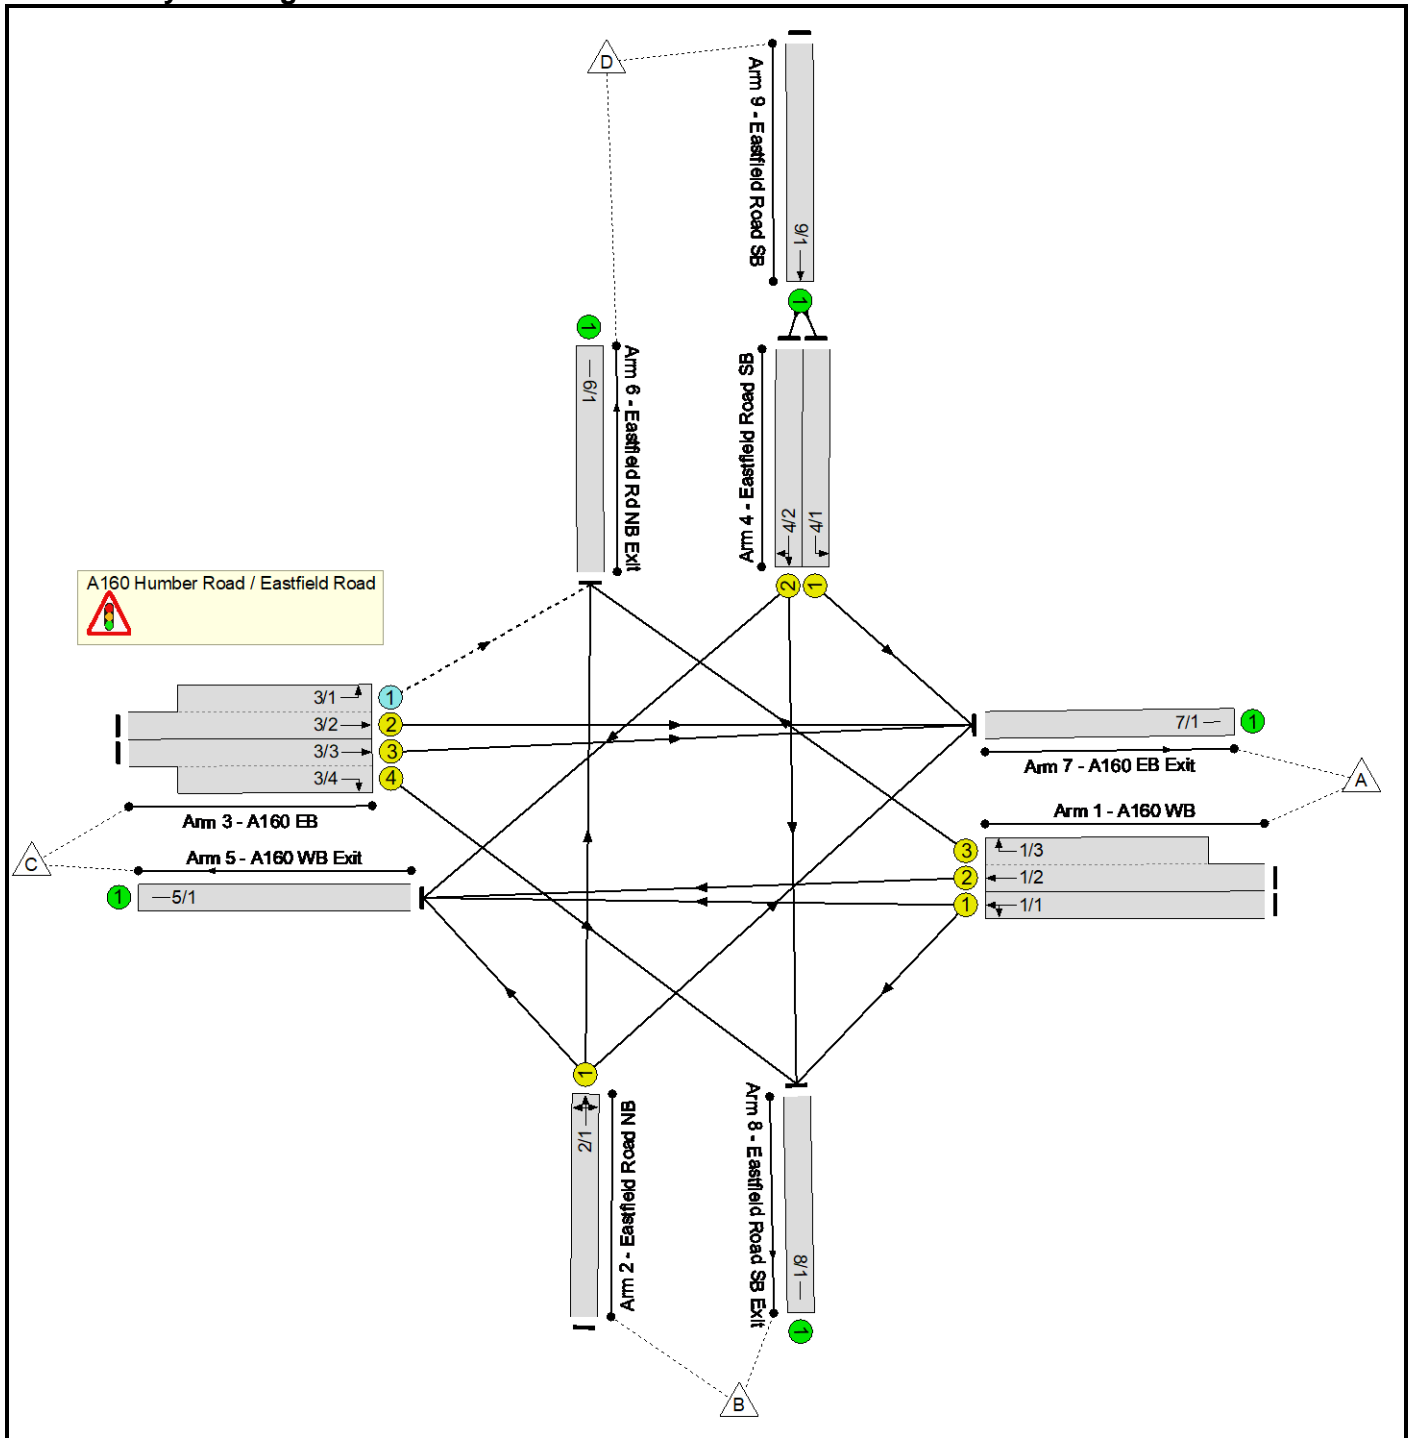 D
Arm 9 - Eastfield Road SB
9/1
1
1
Arm 6 - Eastfield Rd NB Exit
6/1
Arm 4 - Eastfield Road SB
4/2
4/1
2
1
A160 Humber Road / Eastfield Road
3/1
1
3/2
2
3/3
3
3/4
4
Arm 3 - A160 EB
7/1
1
Arm 7 - A160 EB Exit
A
Arm 1 - A160 WB
3
1/3
2
1/2
1
1/1
C
Arm 5 - A160 WB Exit
1
5/1
1
2/1
Arm 2 - Eastfield Road NB
Arm 8 - Eastfield Road SB Exit
8/1
1
B